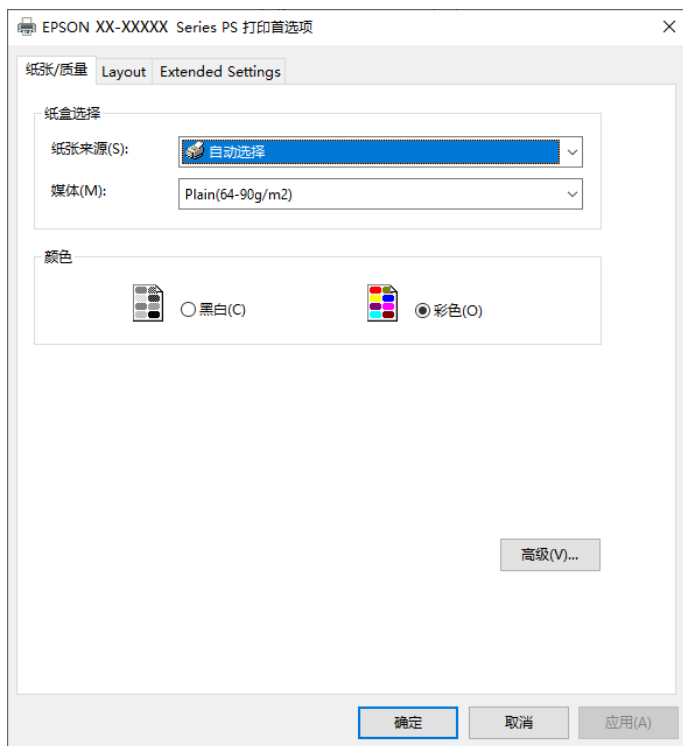 EPSON XX-XXXXX Series PS 打印首选项
纸张/质量 Layout Extended Settings
纸盒选择
纸张来源(S): 自动选择
媒体(M): Plain(64-90g/m2)
颜色
黑白(C) 彩色(O)
高级(V)...
确定 取消 应用(A)